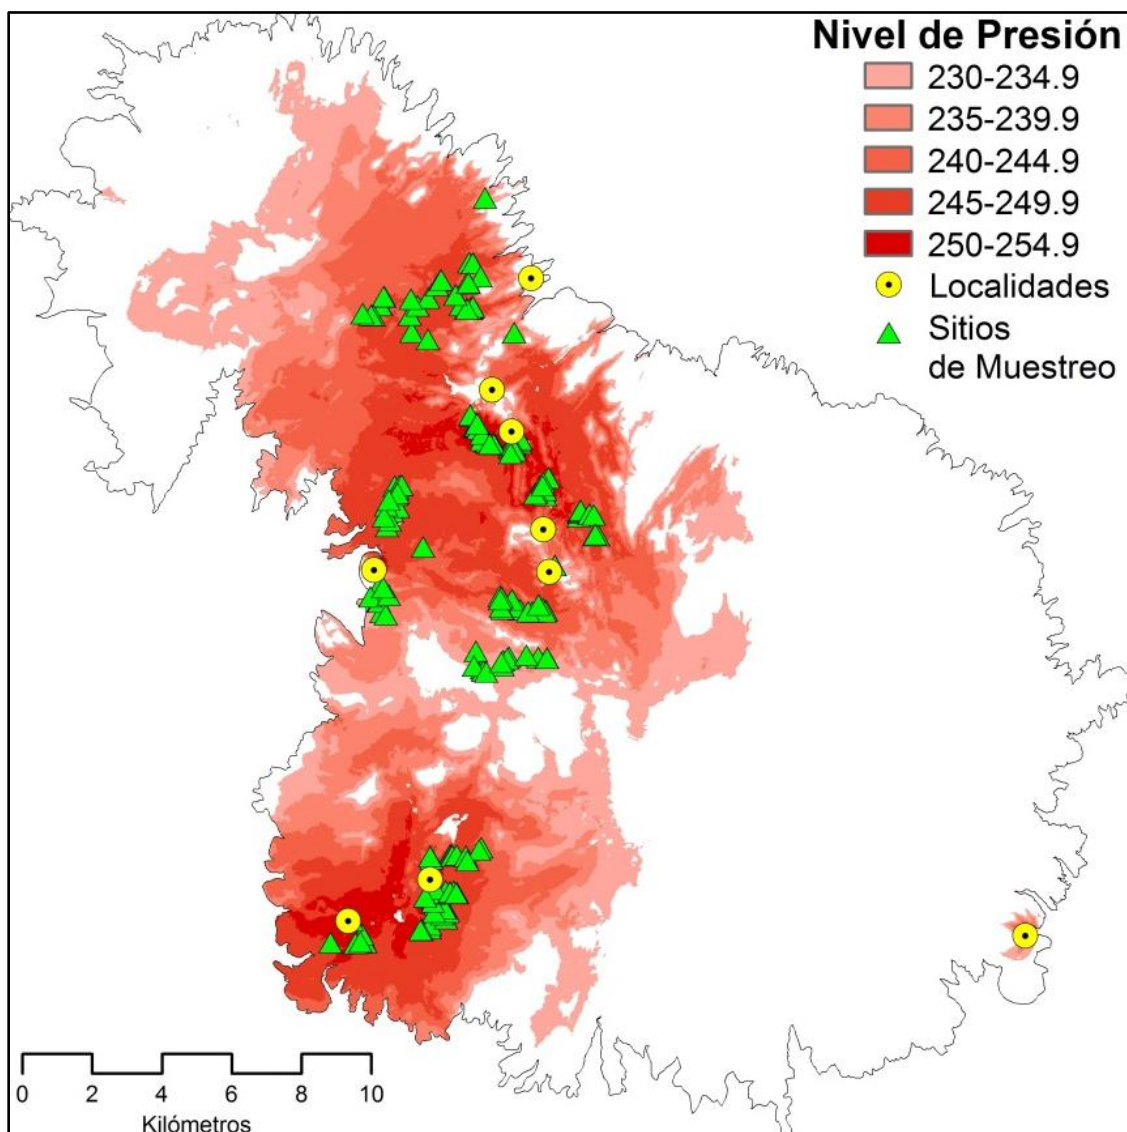 Nivel de Presión
230-234.9
235-239.9
240-244.9
245-249.9
250-254.9
Localidades
Sitios
de Muestreo
0 2 4 6 8 10
Kilómetros